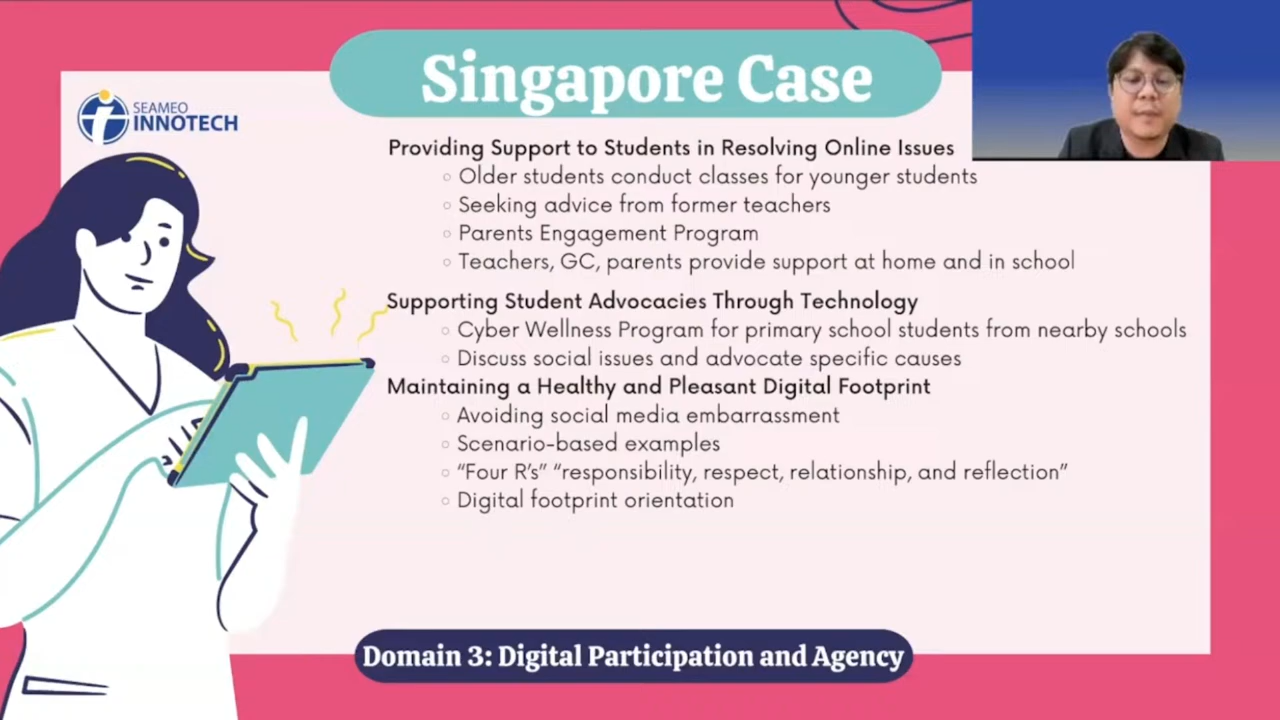 Singapore Case
SEAMEO
INNOTECH
Providing Support to Students in Resolving Online Issues
Older students conduct classes for younger students
Seeking advice from former teachers
Parents Engagement Program
Teachers, GC, parents provide support at home and in school
Supporting Student Advocacies Through Technology
Cyber Wellness Program for primary school students from nearby schools
Discuss social issues and advocate specific causes
Maintaining a Healthy and Pleasant Digital Footprint
Avoiding social media embarrassment
Scenario-based examples
“Four R’s” “responsibility, respect, relationship, and reflection”
Digital footprint orientation
Domain 3: Digital Participation and Agency